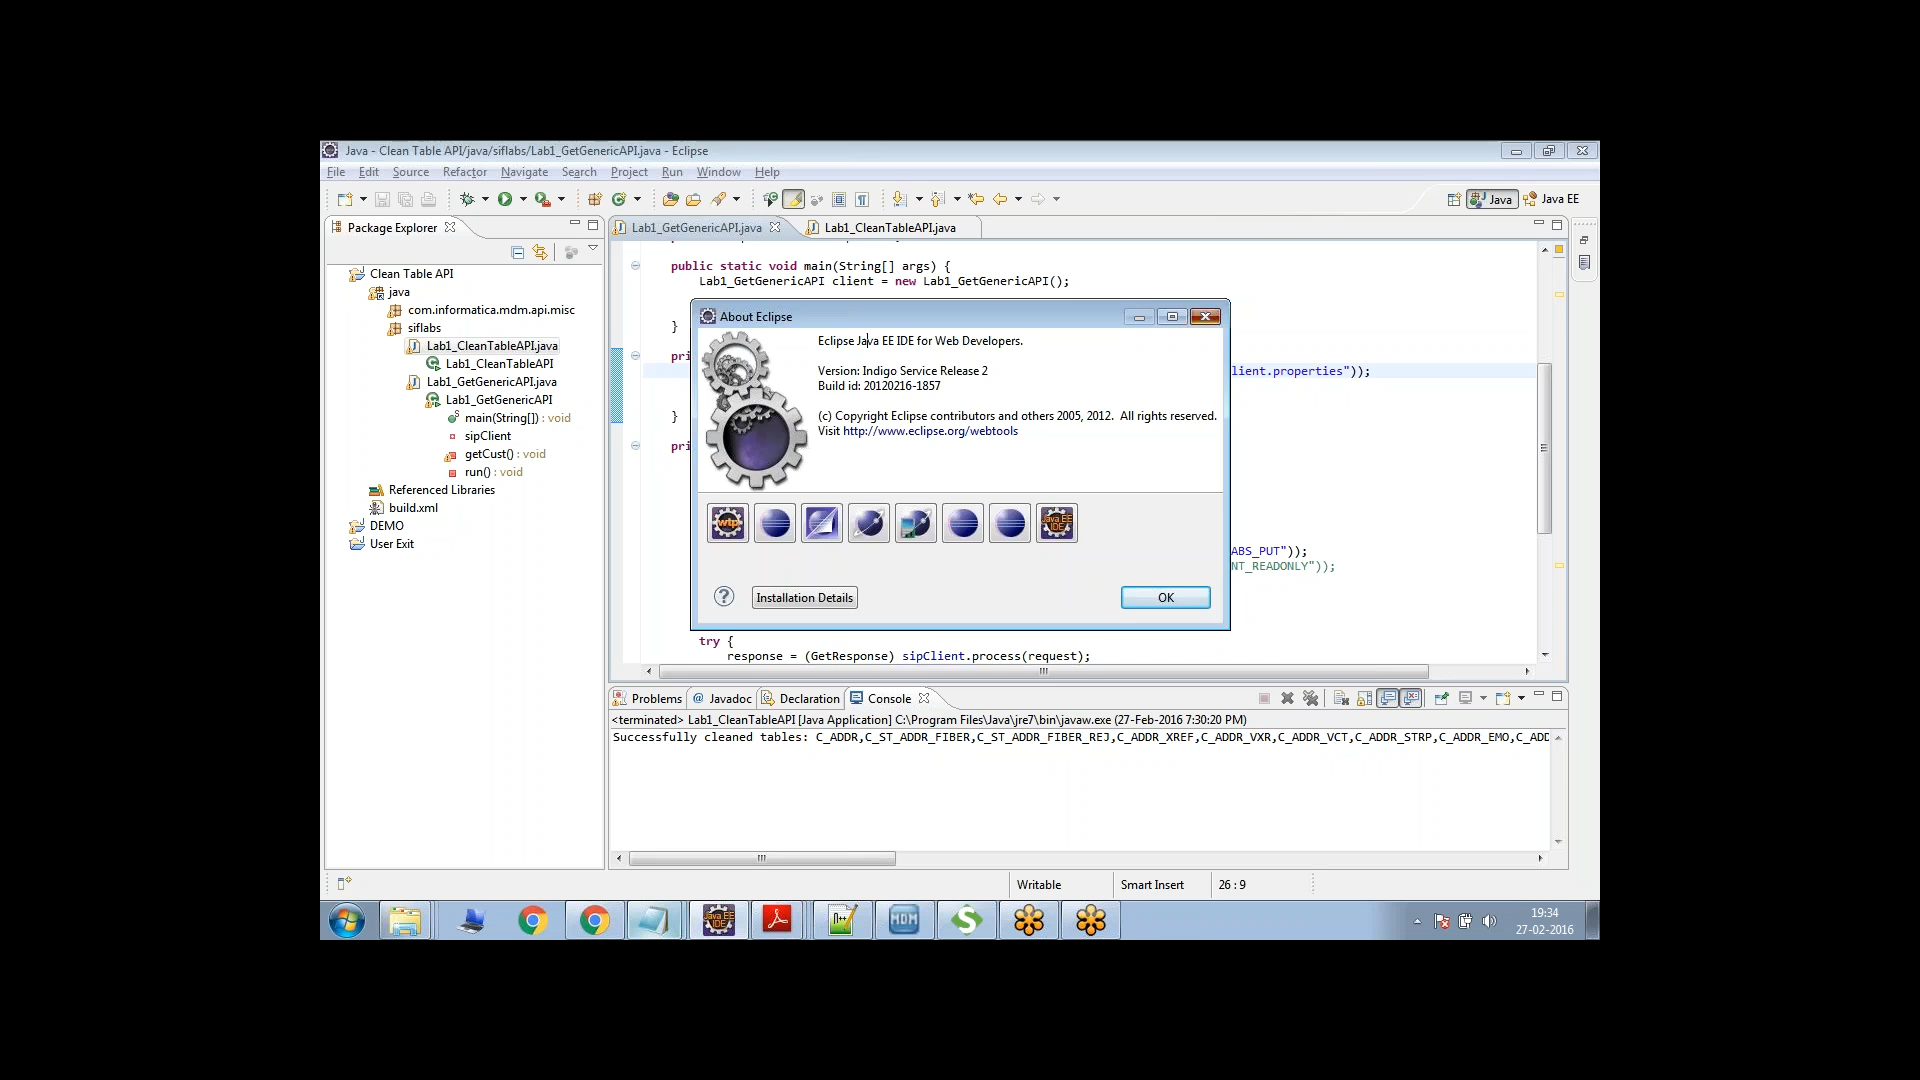 Java - Clean Table API/java/siflabs/Lab1_GetGenericAPI.java - Eclipse
File Edit Source Refactor Navigate Search Project Run Window Help
Java Java EE
Package Explorer
Clean Table API
java
com.informatica.mdm.api.misc
siflabs
Lab1_CleanTableAPI.java
Lab1_CleanTableAPI
Lab1_GetGenericAPI.java
Lab1_GetGenericAPI
main(String[]) : void
sipClient
getCust() : void
run() : void
Referenced Libraries
build.xml
DEMO
User Exit
Lab1_GetGenericAPI.java Lab1_CleanTableAPI.java
public static void main(String[] args) {
Lab1_GetGenericAPI client = new Lab1_GetGenericAPI();
}
pri
lient.properties"));
}
pri
ABS_PUT"));
NT_READONLY"));
try {
response = (GetResponse) sipClient.process(request);
About Eclipse
Eclipse Java EE IDE for Web Developers.
Version: Indigo Service Release 2
Build id: 20120216-1857
(c) Copyright Eclipse contributors and others 2005, 2012. All rights reserved.
Visit http://www.eclipse.org/webtools
wtp
Java EE IDE
Installation Details OK
Problems @ Javadoc Declaration Console
<terminated> Lab1_CleanTableAPI [Java Application] C:\Program Files\Java\jre7\bin\javaw.exe (27-Feb-2016 7:30:20 PM)
Successfully cleaned tables: C_ADDR,C_ST_ADDR_FIBER,C_ST_ADDR_FIBER_REJ,C_ADDR_XREF,C_ADDR_VXR,C_ADDR_VCT,C_ADDR_STRP,C_ADDR_EMO,C_ADD
Writable Smart Insert 26 : 9
Java EE IDE
MDM
19:34
27-02-2016